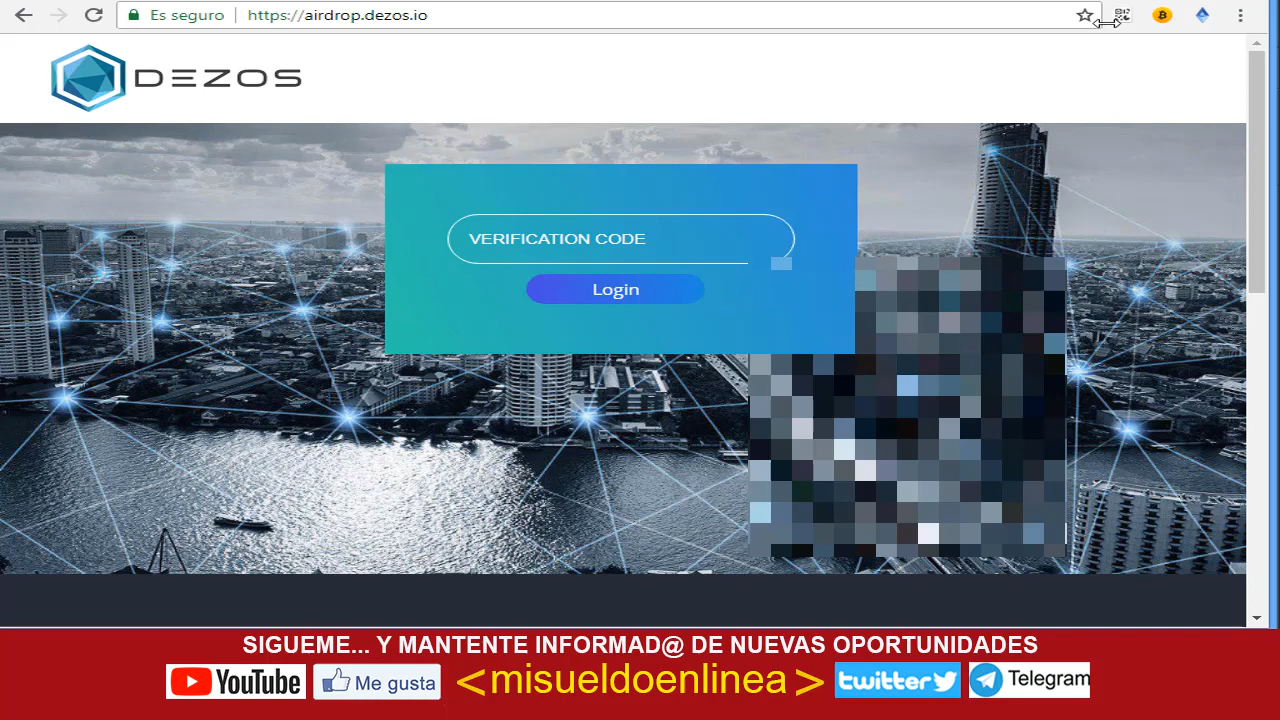 Es seguro | https://airdrop.dezos.io
DEZOS
VERIFICATION CODE
Login
SIGUEME... Y MANTENTE INFORMAD@ DE NUEVAS OPORTUNIDADES
YouTube Me gusta <misueldoenlinea> twitter Telegram